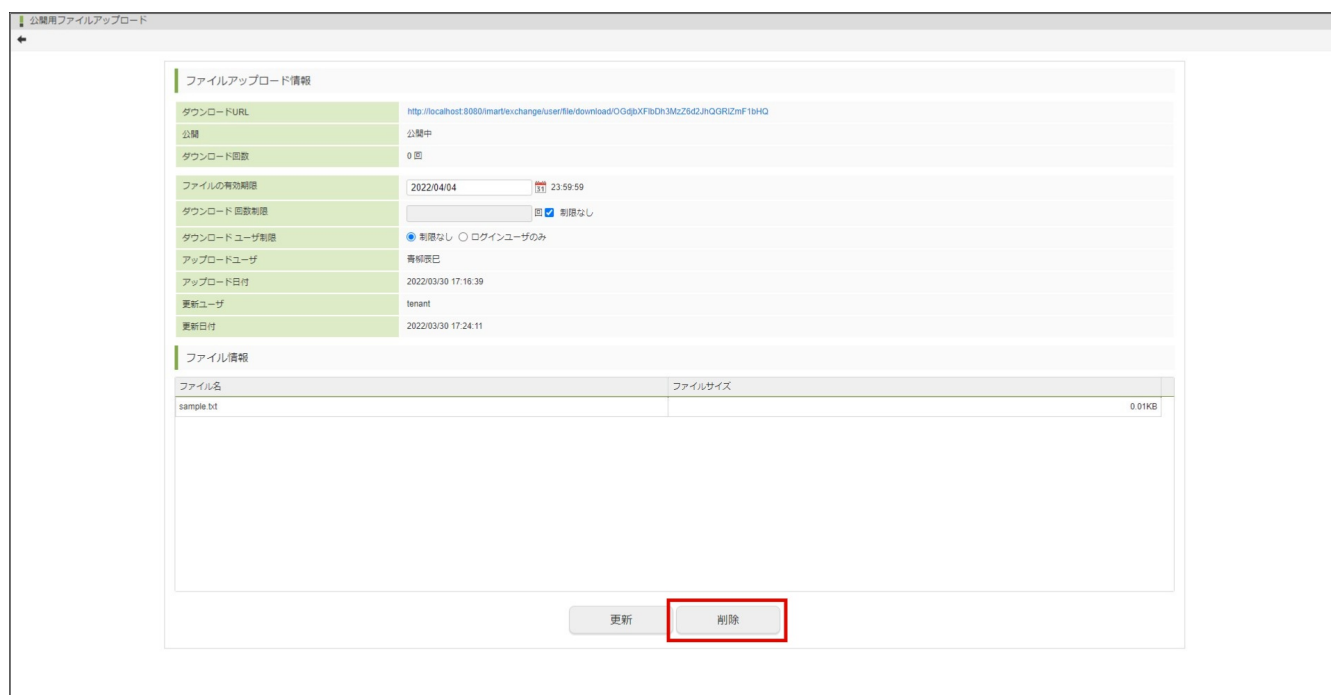 公開用ファイルアップロード
ファイルアップロード情報
ダウンロードURL http://localhost:8080/imart/exchange/user/file/download/OGdjbXFlbDh3MzZ6d2JhQGRlZmF1bHQ
公開 公開中
ダウンロード回数 0 回
ファイルの有効期限 2022/04/04 31 23:59:59
ダウンロード 回数制限 回 制限なし
ダウンロード ユーザ制限 制限なし ログインユーザのみ
アップロードユーザ 青柳辰巳
アップロード日付 2022/03/30 17:16:39
更新ユーザ tenant
更新日付 2022/03/30 17:24:11
ファイル情報
ファイル名 ファイルサイズ
sample.txt 0.01KB
更新 削除